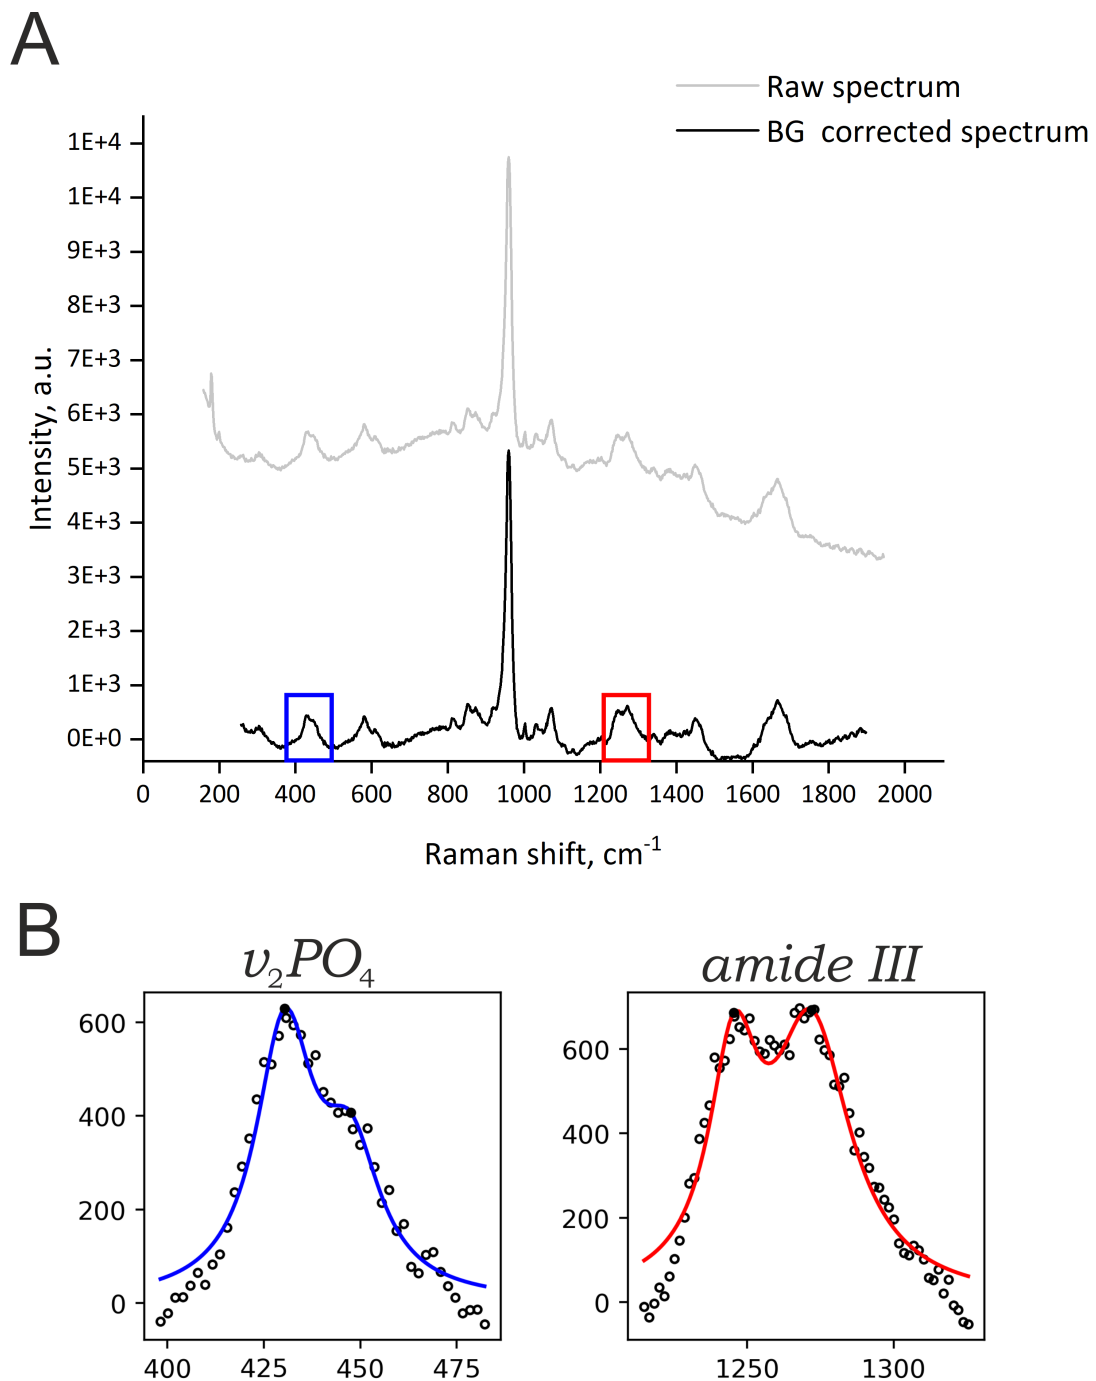 A
Raw spectrum
BG corrected spectrum
1E+4
1E+4
9E+3
8E+3
7E+3
6E+3
5E+3
4E+3
3E+3
2E+3
1E+3
0E+0
Intensity, a.u.
0 200 400 600 800 1000 1200 1400 1600 1800 2000
Raman shift, cm⁻¹
B
ν₂PO₄
600
400
200
0
400 425 450 475
amide III
600
400
200
0
1250 1300